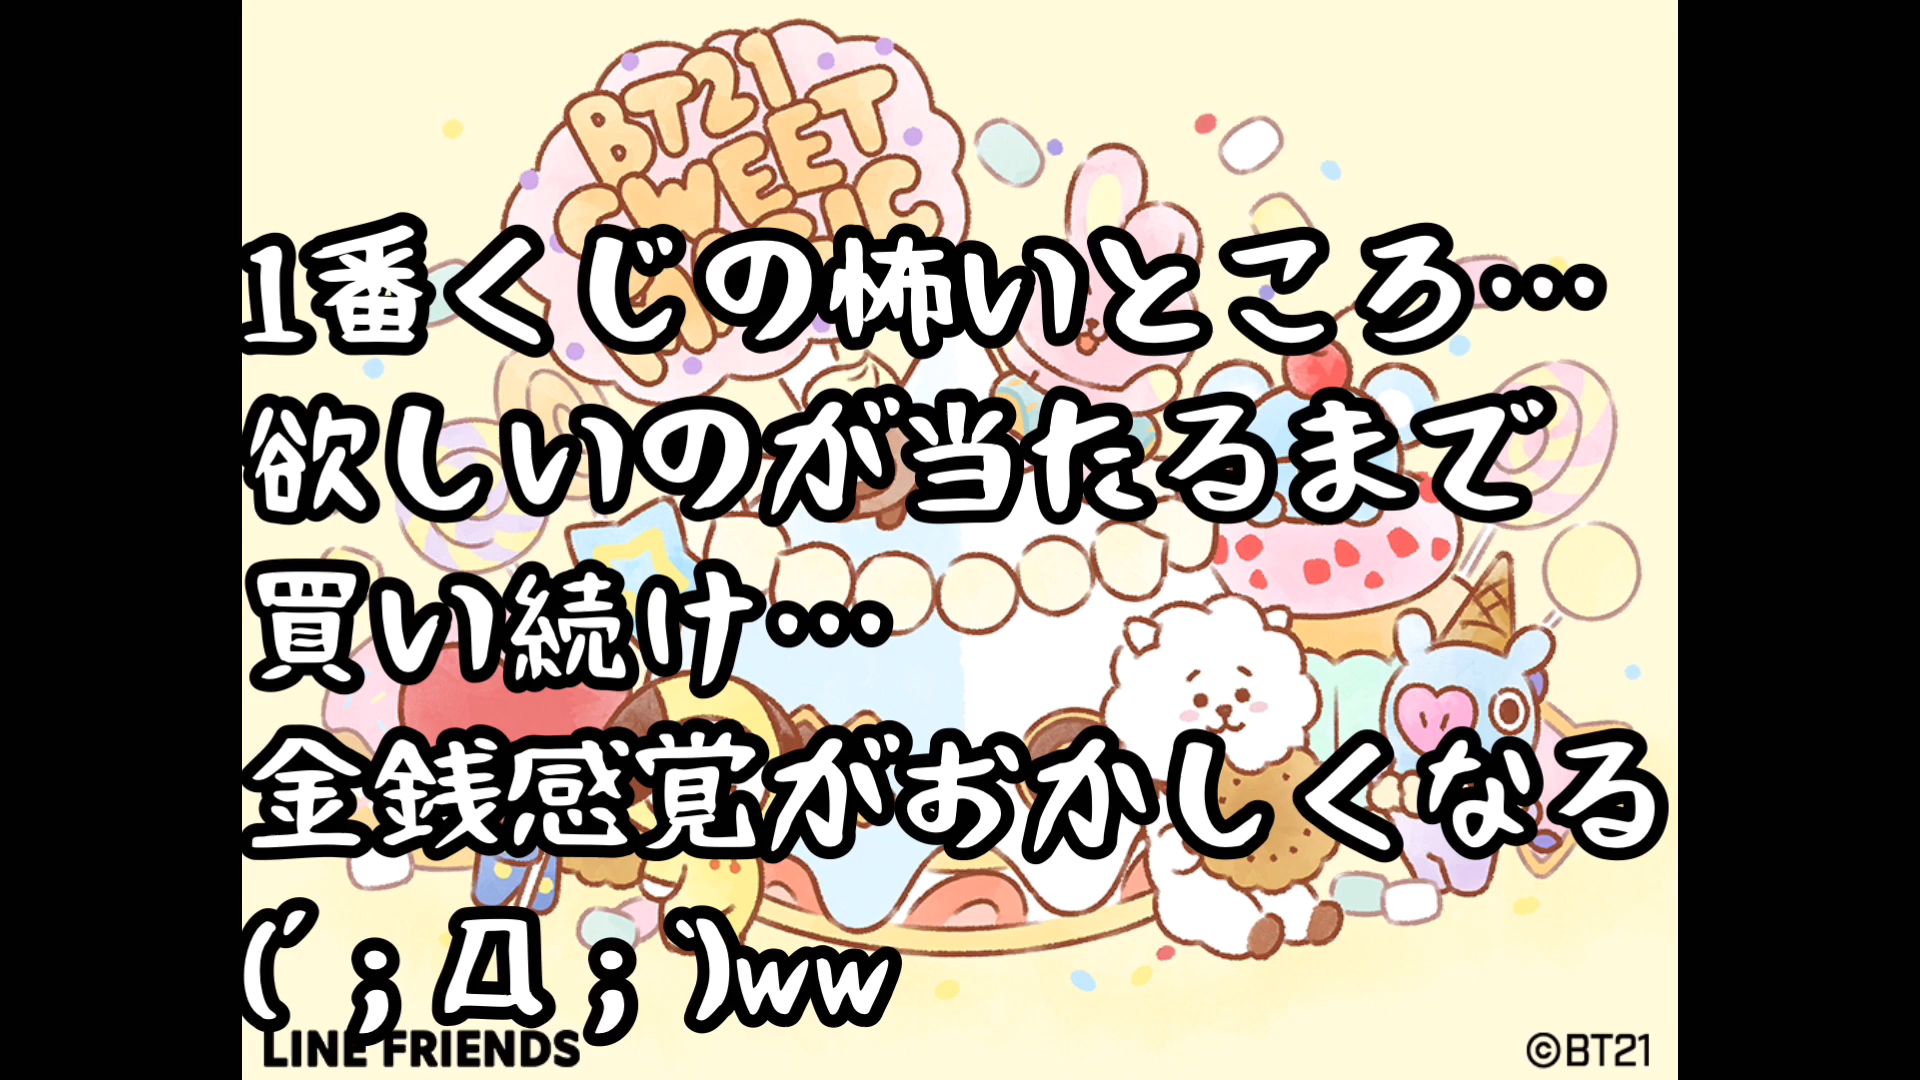 BT21
SWEET
1番くじの怖いところ…
欲しいのが当たるまで
買い続け…
金銭感覚がおかしくなる
(´；Д；`)ww
LINE FRIENDS
©BT21